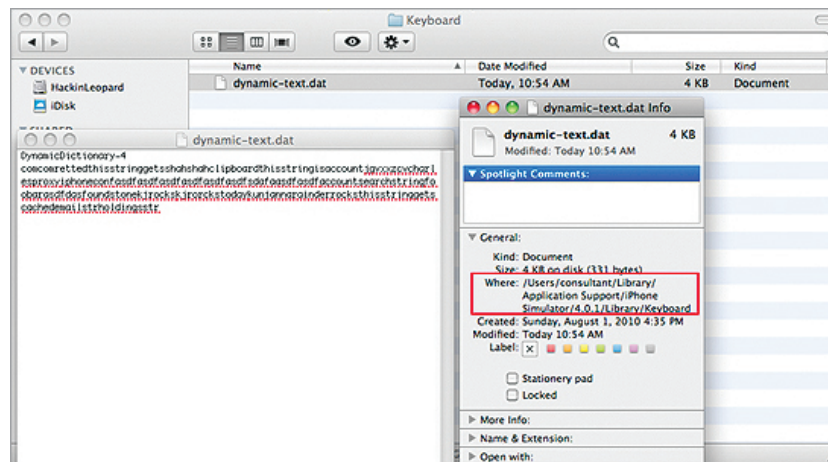 Keyboard
Name
Date Modified
Size
Kind
▼ DEVICES
HackinLeopard
iDisk
dynamic-text.dat
Today, 10:54 AM
4 KB
Document
dynamic-text.dat Info
dynamic-text.dat
4 KB
Modified: Today 10:54 AM
▼ Spotlight Comments:
▼ General:
Kind: Document
Size: 4 KB on disk (331 bytes)
Where: /Users/consultant/Library/
Application Support/iPhone
Simulator/4.0.1/Library/Keyboard
Created: Sunday, August 1, 2010 4:35 PM
Modified: Today 10:54 AM
Label:
Stationery pad
Locked
▶ More Info:
▶ Name & Extension:
▶ Open with:
dynamic-text.dat
DynamicDictionary-4